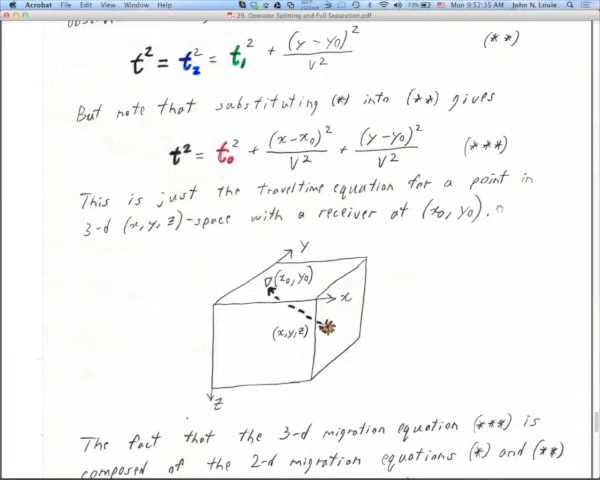 Acrobat File Edit View Window Help 73% Mon 9:52:35 AM John N. Louie
29. Operator Splitting and Full Separation.pdf
t² = t₂² = t₁² + (y − y₀)² / V² (**)
But note that substituting (*) into (**) gives
t² = t₀² + (x−x₀)² / V² + (y−y₀)² / V² (***)
This is just the traveltime equation for a point in
3-d (x, y, z)-space with a receiver at (x₀, y₀).
y
(x₀, y₀)
x
(x, y, z)
z
The fact that the 3-d migration equation (***) is
composed of the 2-d migration equations (*) and (**)